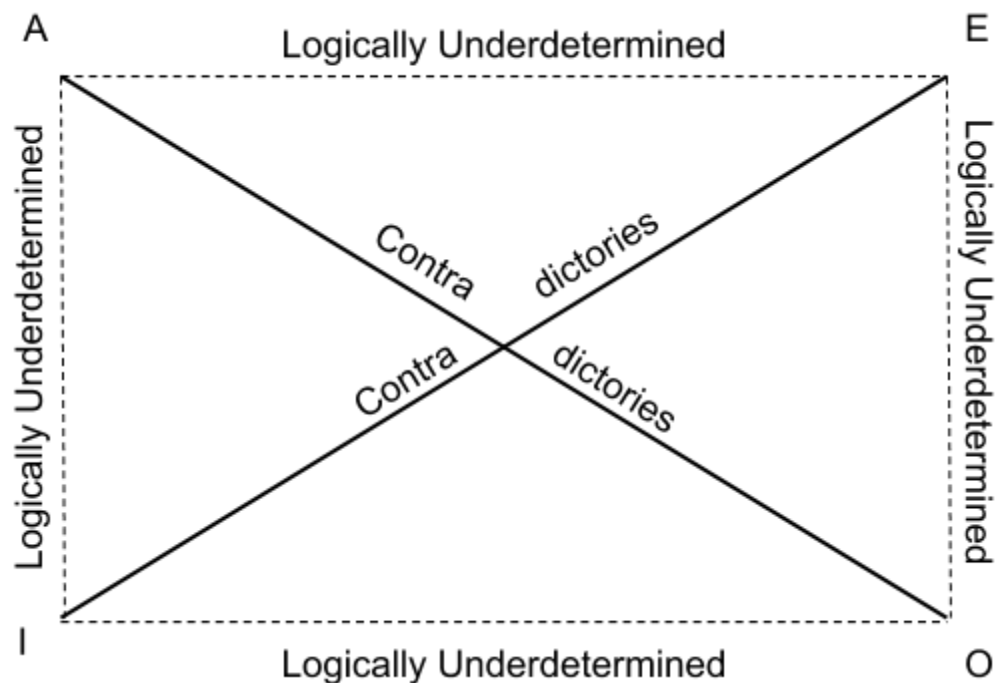 A
E
Logically Underdetermined
Logically Underdetermined
Logically Underdetermined
Contra
dictories
Contra
dictories
I
O
Logically Underdetermined